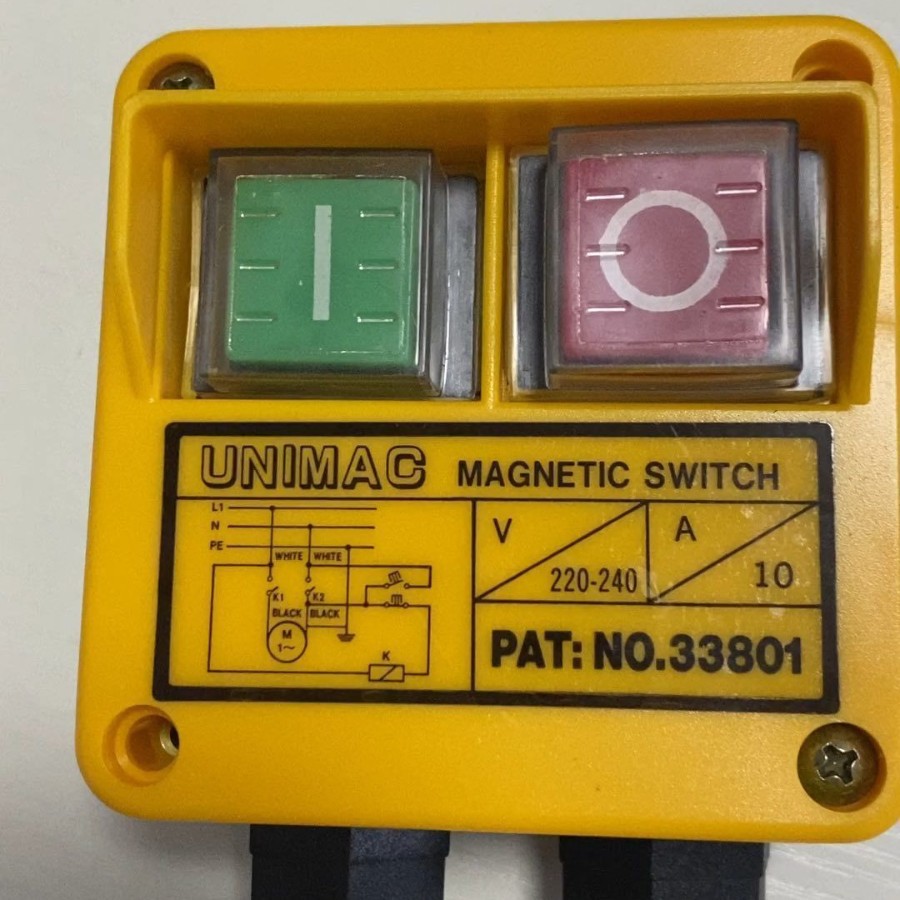 UNIMAC MAGNETIC SWITCH
L1
N
PE
WHITE WHITE
K1 K2
BLACK BLACK
M
1~
K
V
220-240
A
10
PAT: NO.33801